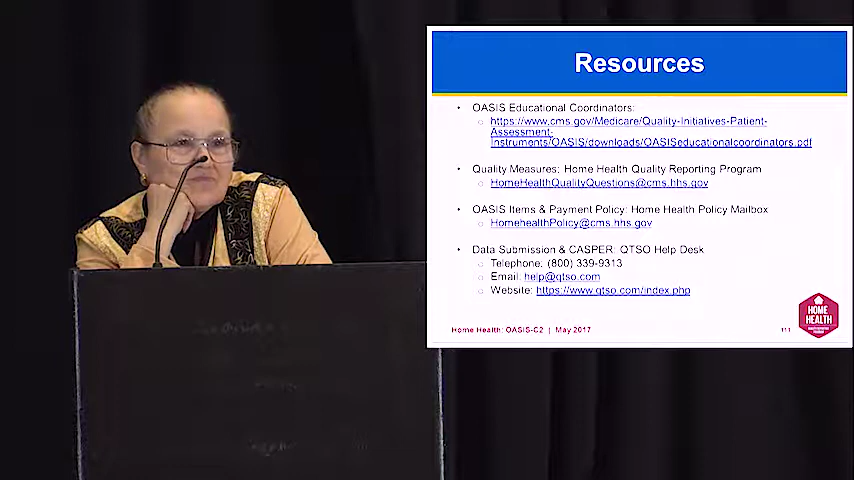 Resources
• OASIS Educational Coordinators:
○ https://www.cms.gov/Medicare/Quality-Initiatives-Patient-
Assessment-
Instruments/OASIS/downloads/OASISeducationalcoordinators.pdf
• Quality Measures: Home Health Quality Reporting Program
○ HomeHealthQualityQuestions@cms.hhs.gov
• OASIS Items & Payment Policy: Home Health Policy Mailbox
○ HomehealthPolicy@cms.hhs.gov
• Data Submission & CASPER: QTSO Help Desk
○ Telephone: (800) 339-9313
○ Email: help@qtso.com
○ Website: https://www.qtso.com/index.php
HOME
HEALTH
Home Health: OASIS-C2 | May 2017
111